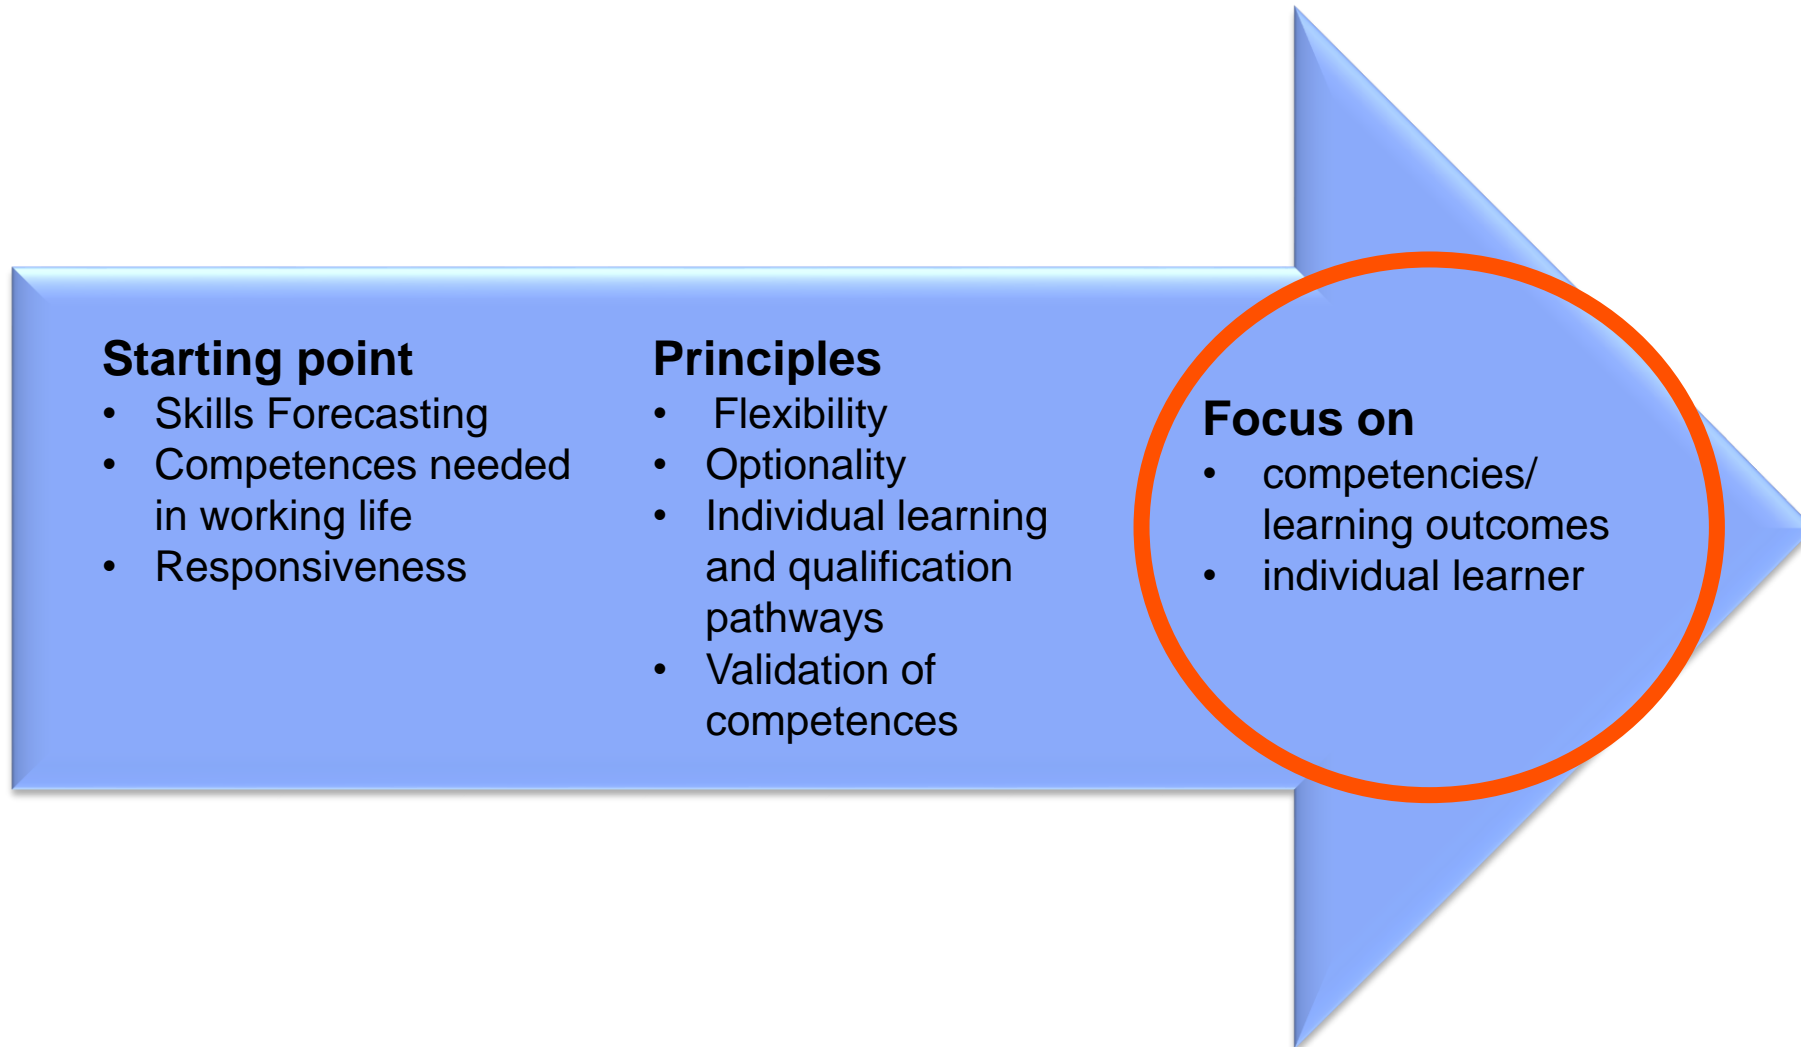 Starting point
• Skills Forecasting
• Competences needed
in working life
• Responsiveness
Principles
• Flexibility
• Optionality
• Individual learning
and qualification
pathways
• Validation of
competences
Focus on
• competencies/
learning outcomes
• individual learner